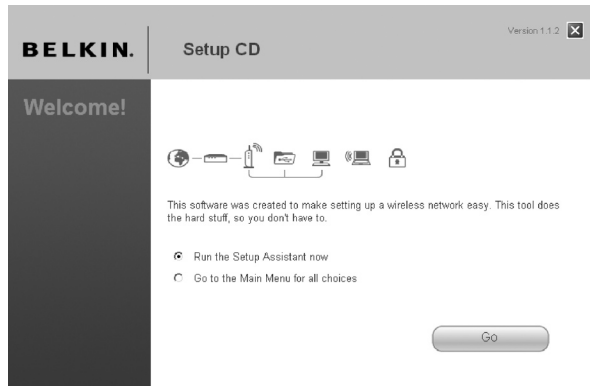 BELKIN.
Setup CD
Version 1.1.2
Welcome!
This software was created to make setting up a wireless network easy. This tool does
the hard stuff, so you don't have to.
Run the Setup Assistant now
Go to the Main Menu for all choices
Go